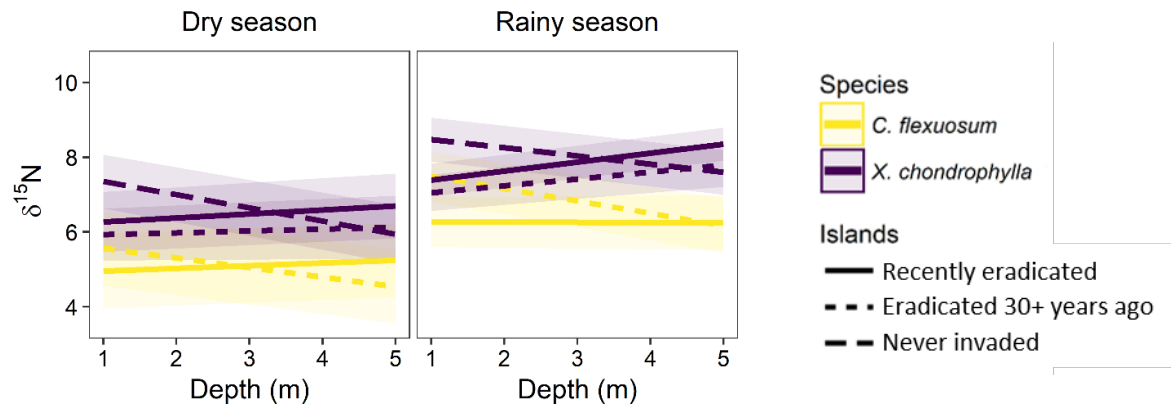 Dry season
Rainy season
δ¹⁵N
10
8
6
4
1 2 3 4 5
1 2 3 4 5
Depth (m)
Depth (m)
Species
C. flexuosum
X. chondrophylla
Islands
Recently eradicated
Eradicated 30+ years ago
Never invaded